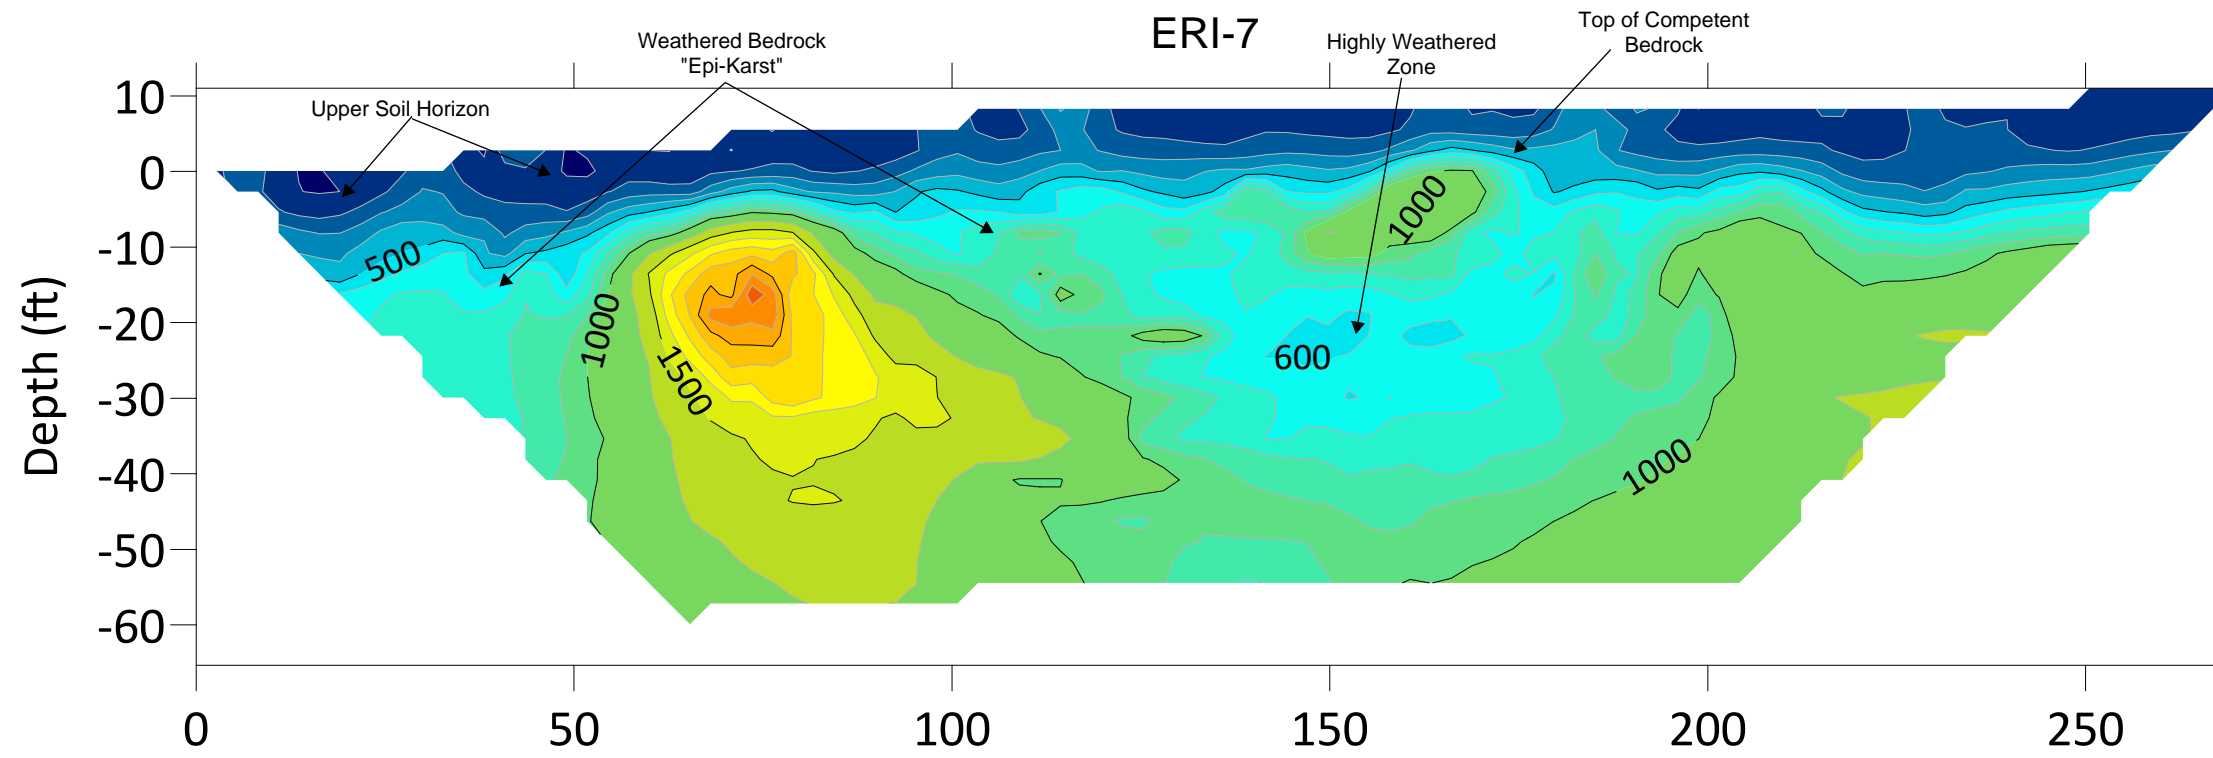 ERI-7
Top of Competent
Bedrock
Weathered Bedrock
"Epi-Karst"
Highly Weathered
Zone
Upper Soil Horizon
10
0
-10
-20
-30
-40
-50
-60
Depth (ft)
500
1000
1500
600
1000
1000
0
50
100
150
200
250